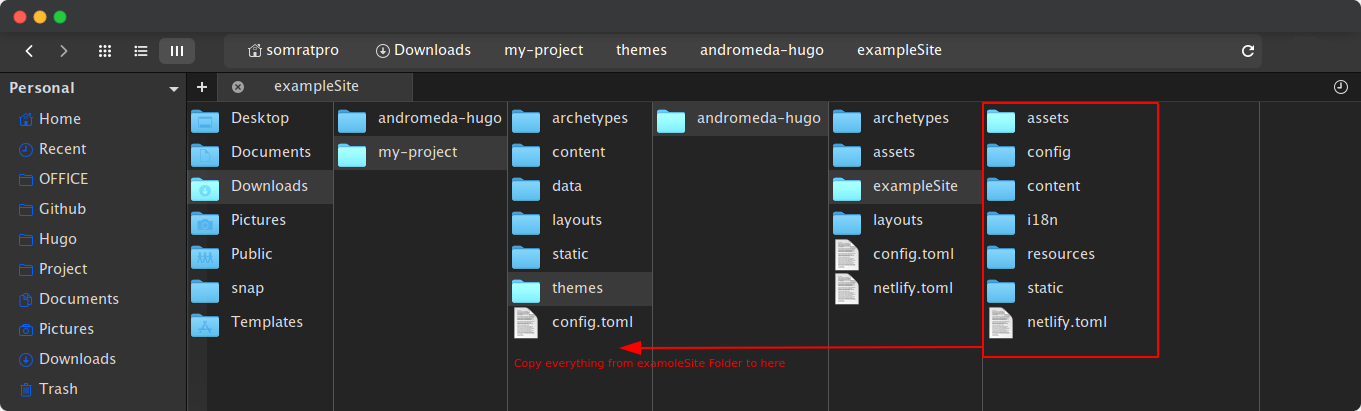 somratpro Downloads my-project themes andromeda-hugo exampleSite
Personal
Home
Recent
OFFICE
Github
Hugo
Project
Documents
Pictures
Downloads
Trash
exampleSite
Desktop
Documents
Downloads
Pictures
Public
snap
Templates
andromeda-hugo
my-project
archetypes
content
data
layouts
static
themes
config.toml
andromeda-hugo
archetypes
assets
exampleSite
layouts
config.toml
netlify.toml
assets
config
content
i18n
resources
static
netlify.toml
Copy everything from examoleSite Folder to here